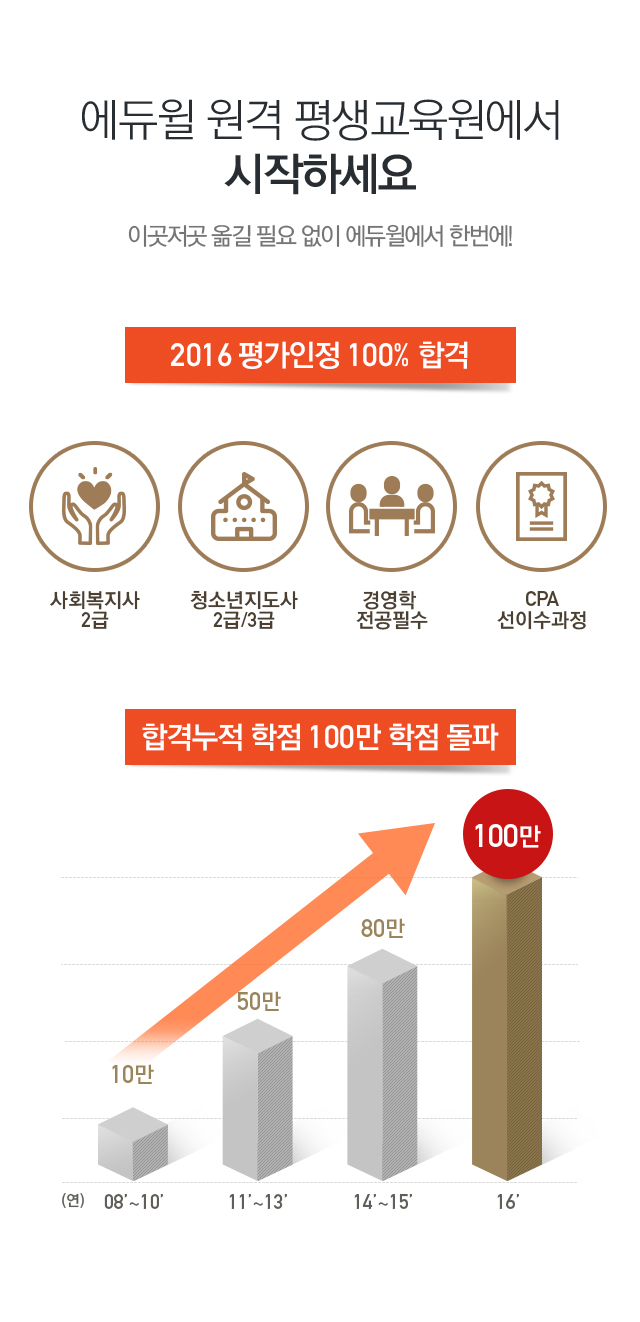 에듀윌 원격 평생교육원에서
시작하세요
이곳저곳 옮길 필요 없이 에듀윌에서 한번에!
2016 평가인정 100% 합격
사회복지사
2급
청소년지도사
2급/3급
경영학
전공필수
CPA
선이수과정
합격누적 학점 100만 학점 돌파
100만
80만
50만
10만
(연) 08'~10' 11'~13' 14'~15' 16'